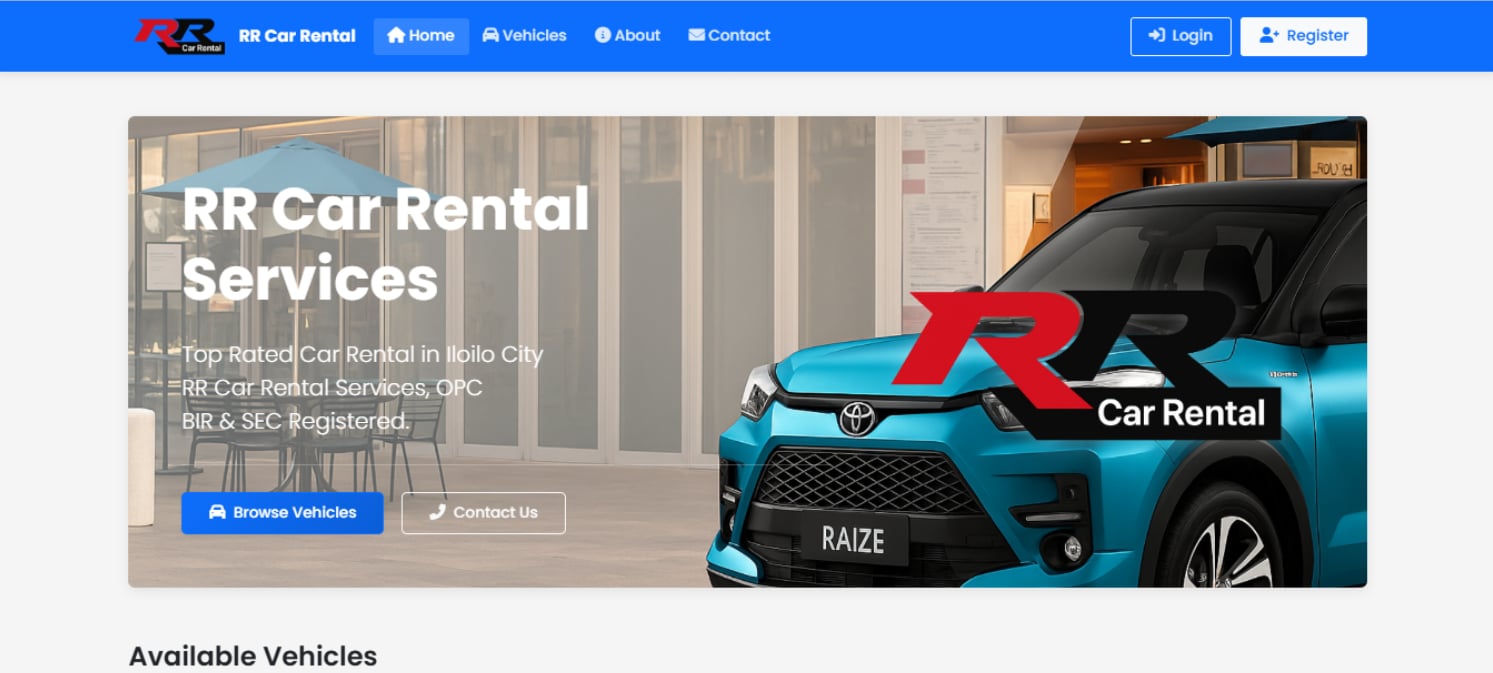 RR Car Rental
RR Car Rental Home Vehicles About Contact Login Register
RR Car Rental
Services
Top Rated Car Rental in Iloilo City
RR Car Rental Services, OPC
BIR & SEC Registered.
Browse Vehicles Contact Us
RR
Car Rental
RAIZE
Available Vehicles